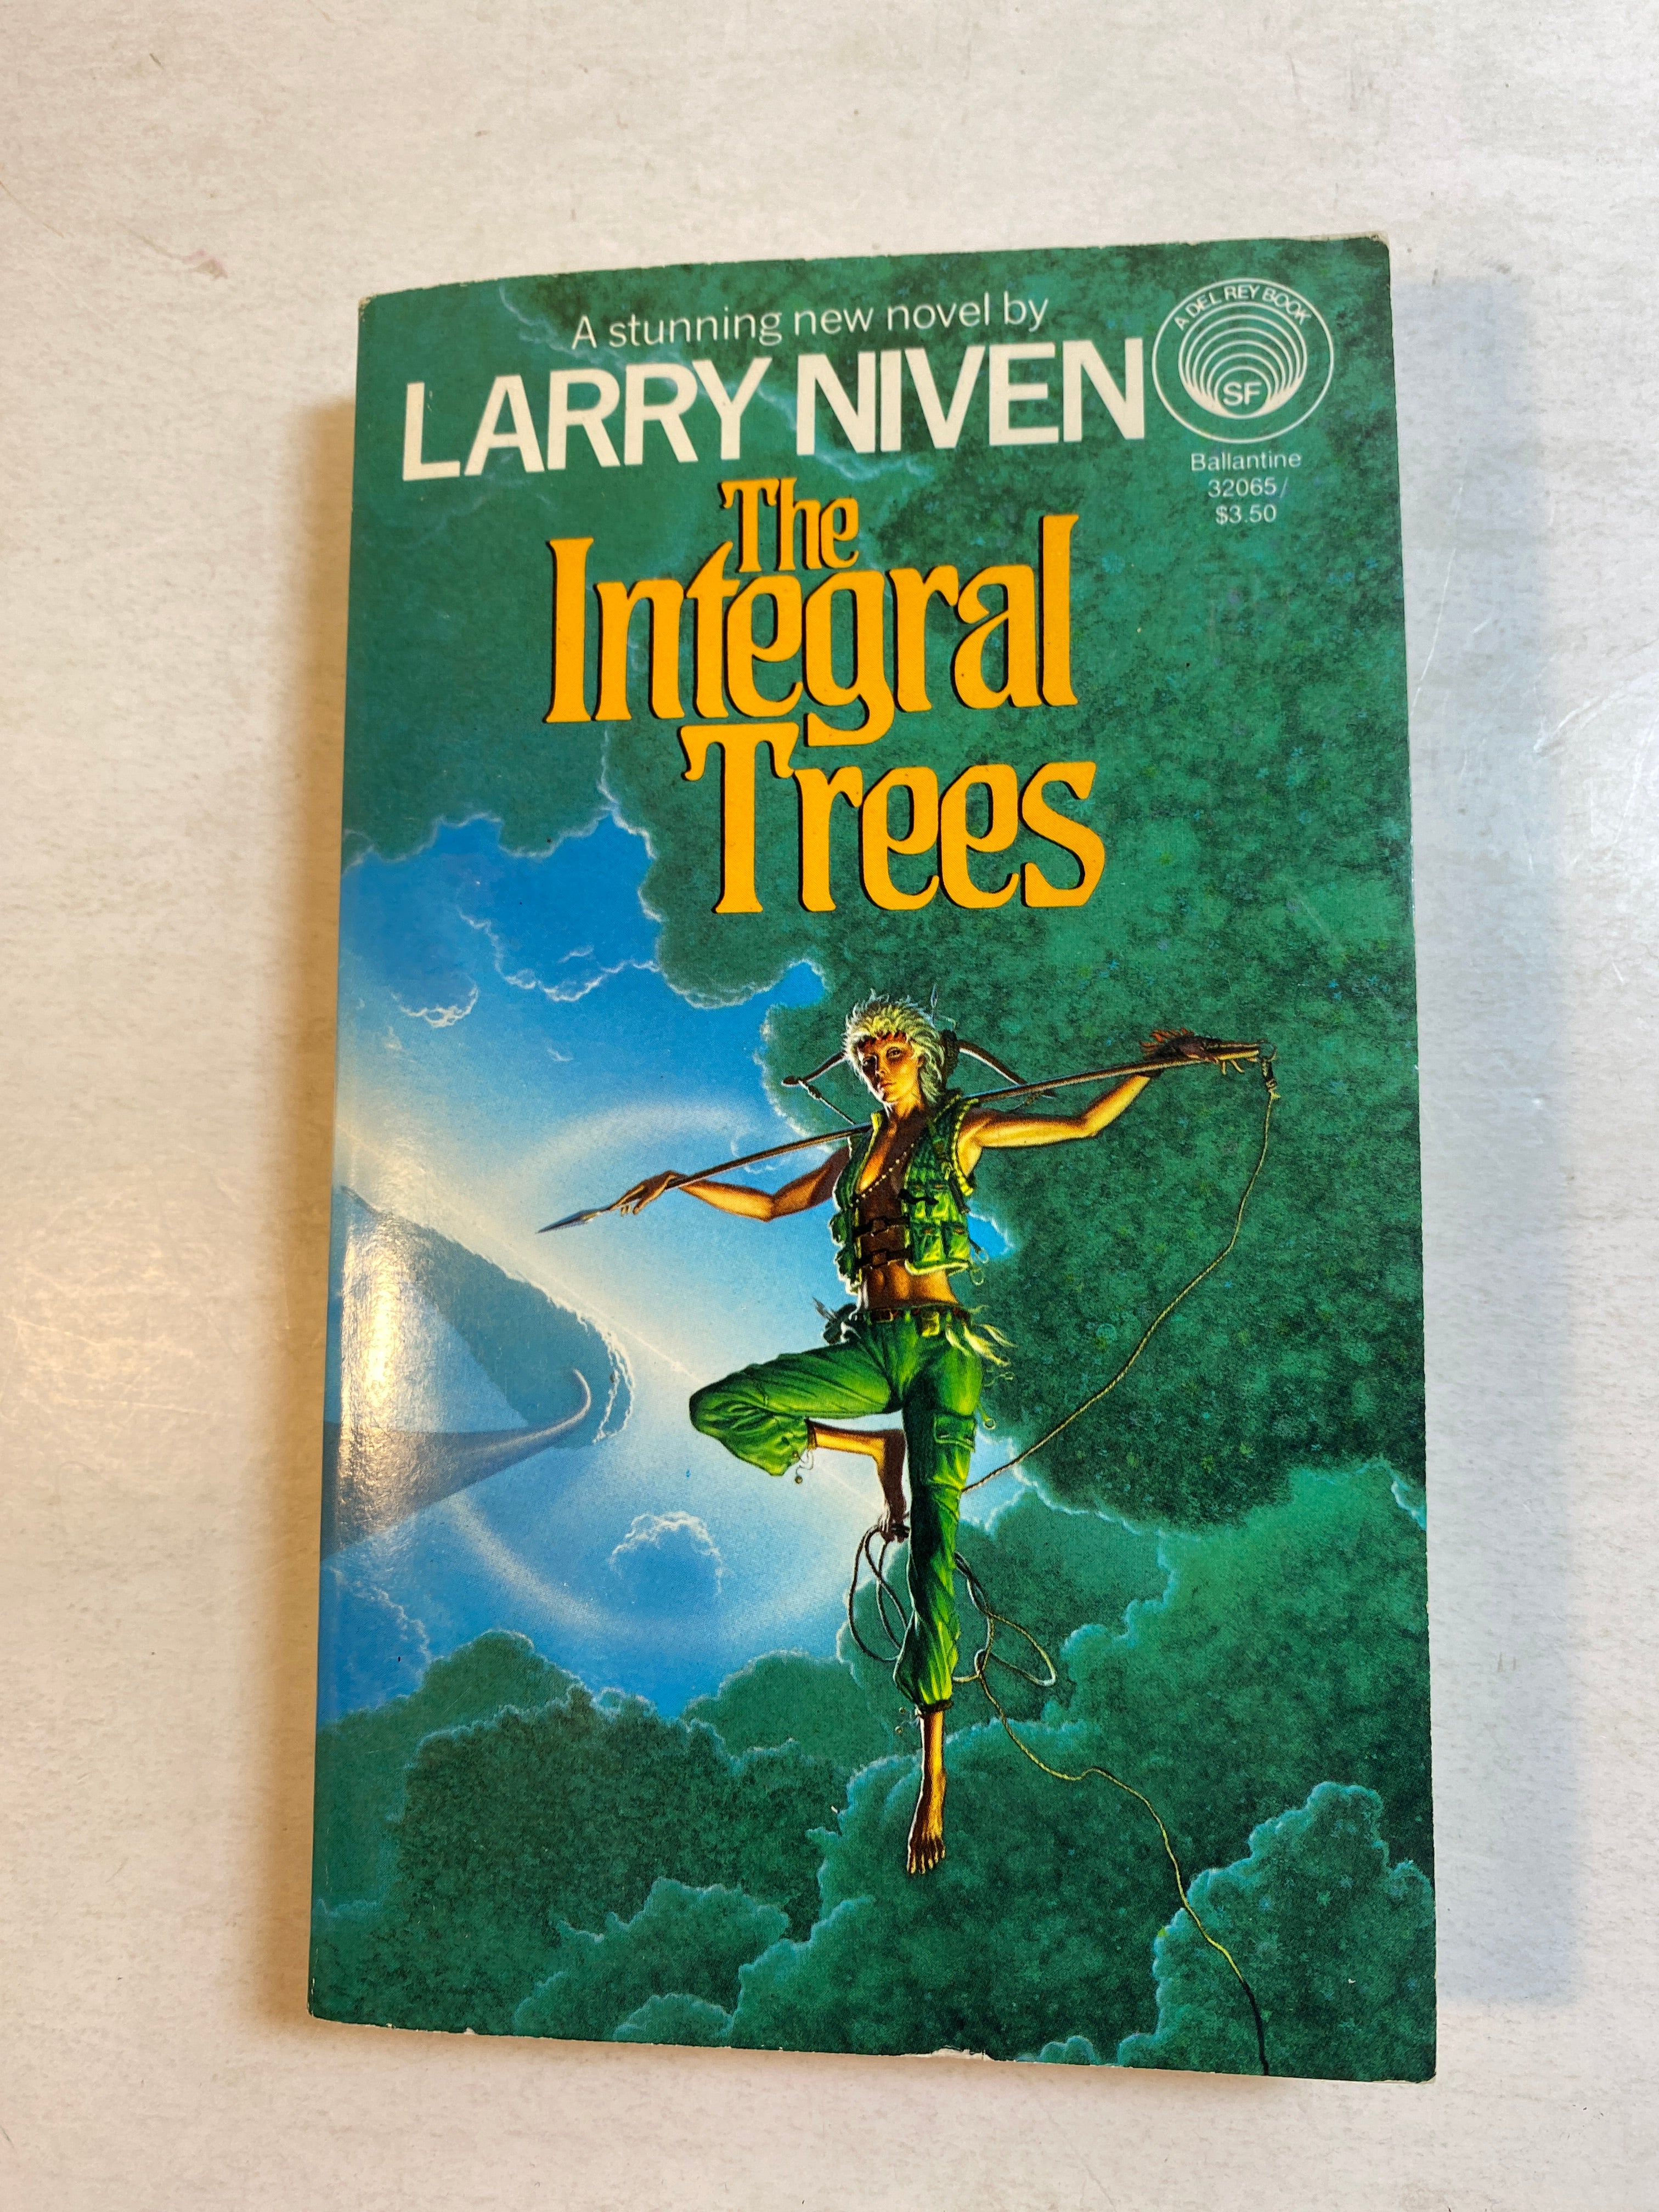 A stunning new novel by
LARRY NIVEN
A DEL REY BOOK
SF
Ballantine
32065/
$3.50
The
Integral
Trees